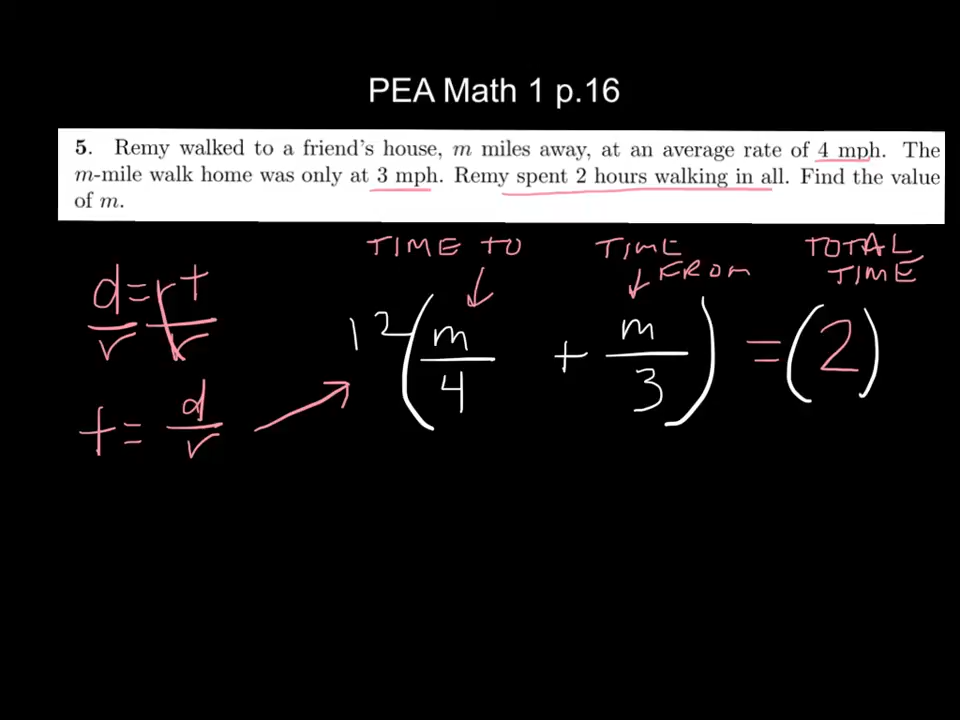 PEA Math 1 p.16
5. Remy walked to a friend's house, m miles away, at an average rate of 4 mph. The
m-mile walk home was only at 3 mph. Remy spent 2 hours walking in all. Find the value
of m.
TIME TO
TIME FROM
TOTAL TIME
d = rt
r r
t = d/r
12(m/4 + m/3) = (2)